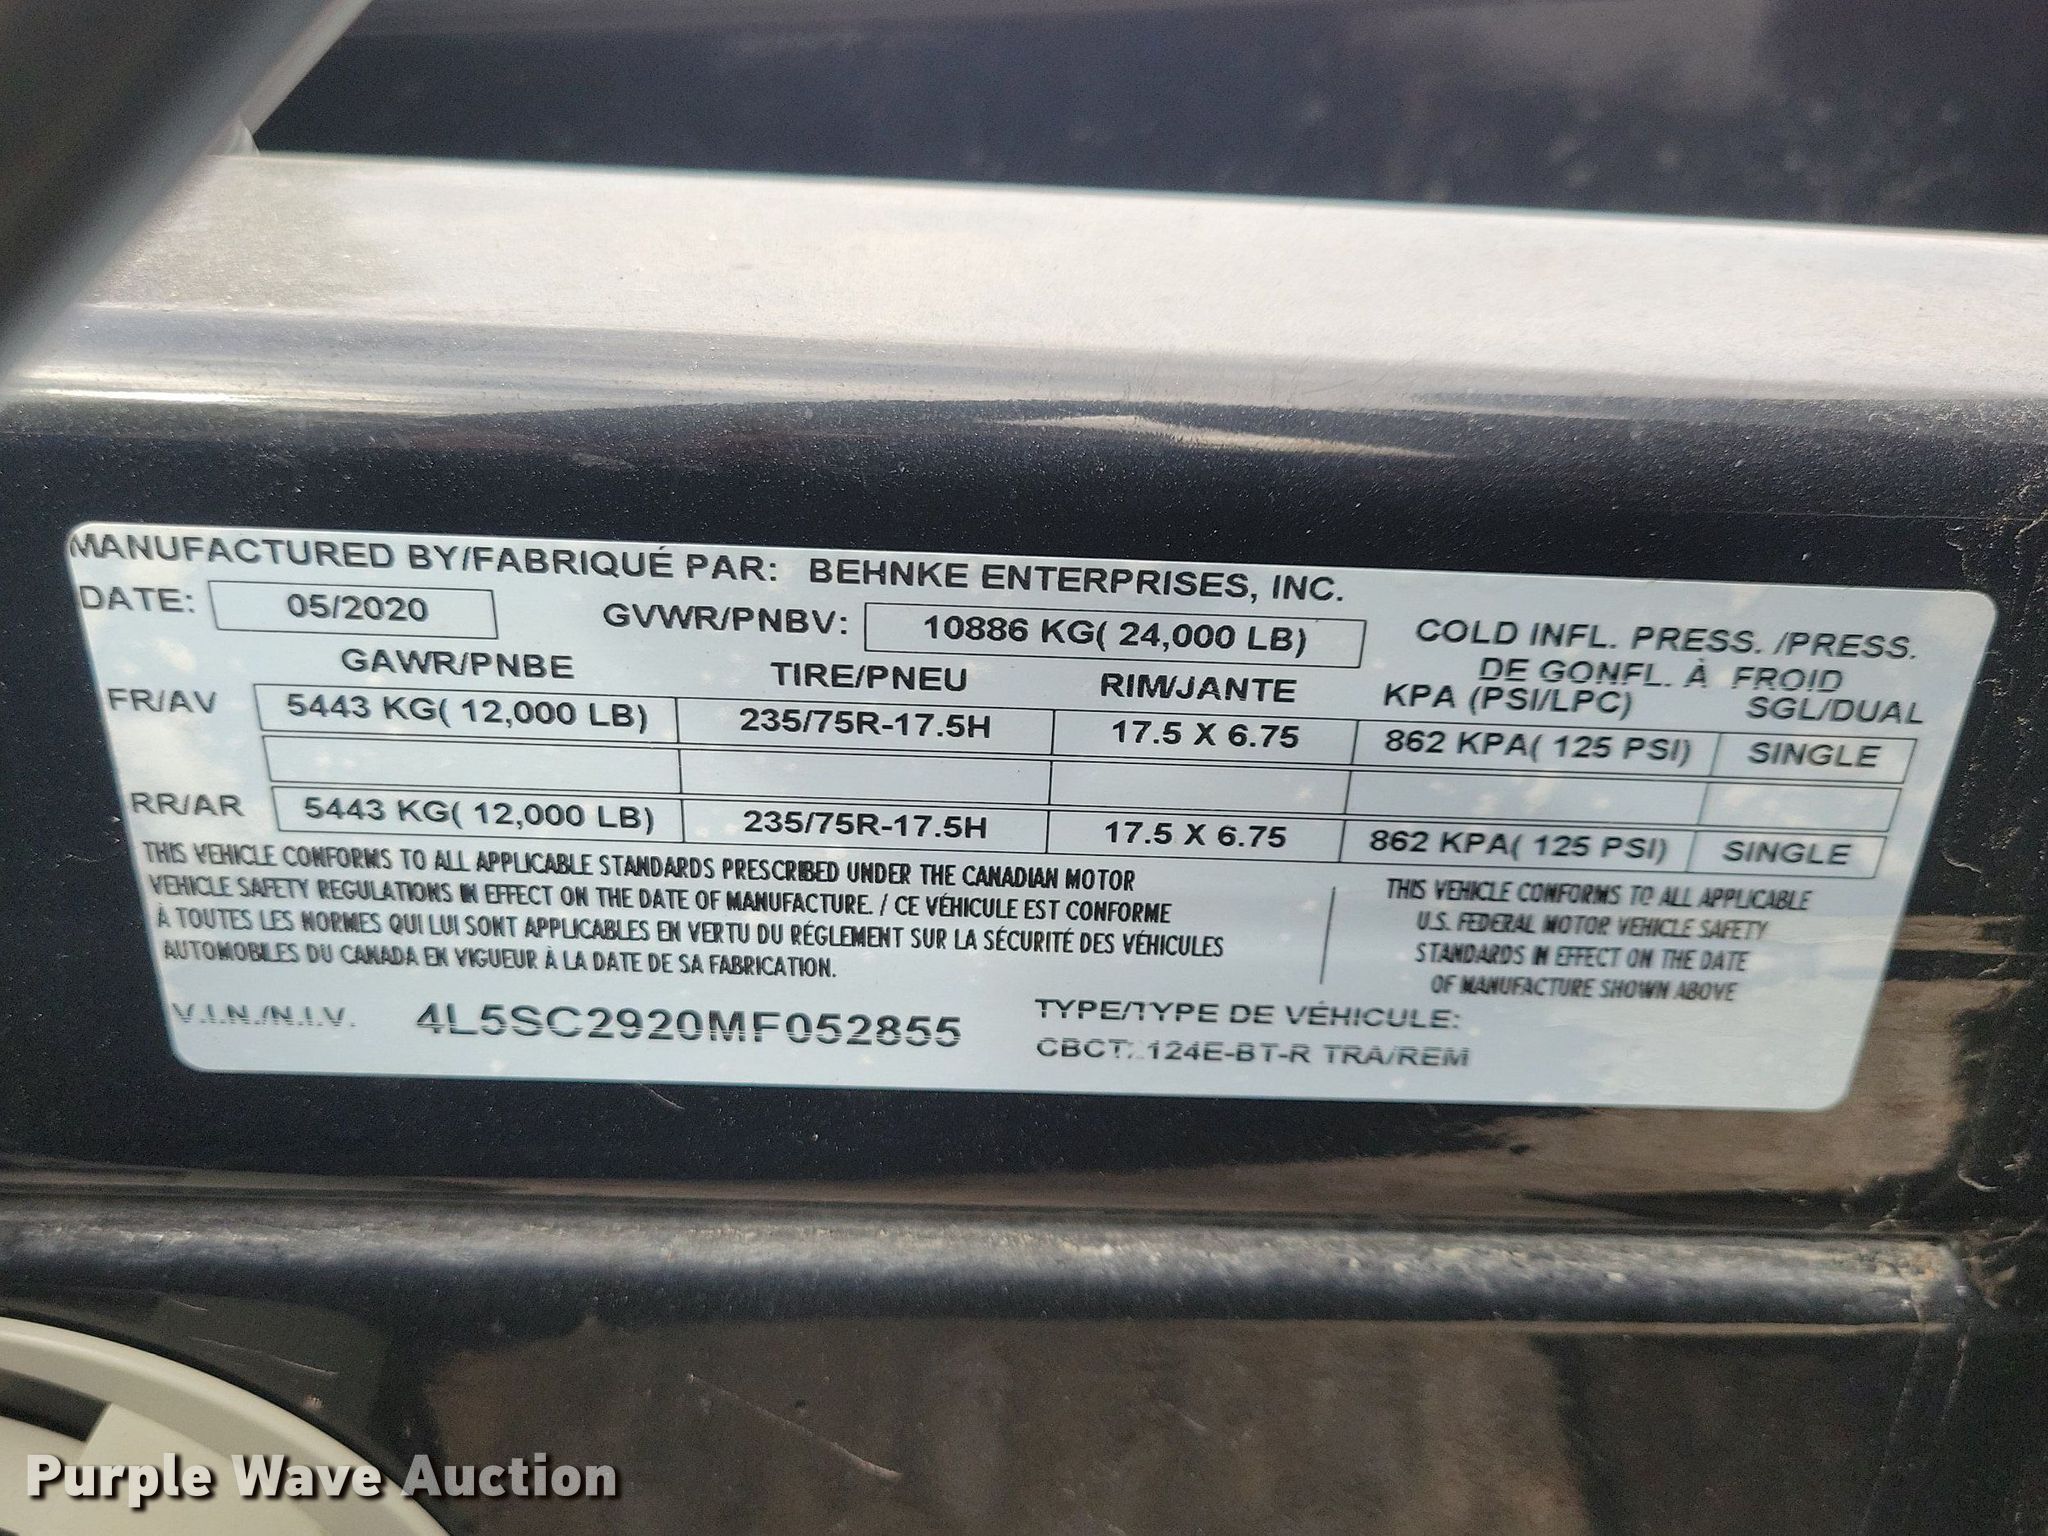 MANUFACTURED BY/FABRIQUÉ PAR: BEHNKE ENTERPRISES, INC.
DATE: 05/2020 GVWR/PNBV: 10886 KG( 24,000 LB)
COLD INFL. PRESS. /PRESS.
DE GONFL. À FROID
GAWR/PNBE TIRE/PNEU RIM/JANTE KPA (PSI/LPC) SGL/DUAL
FR/AV 5443 KG( 12,000 LB) 235/75R-17.5H 17.5 X 6.75 862 KPA( 125 PSI) SINGLE
RR/AR 5443 KG( 12,000 LB) 235/75R-17.5H 17.5 X 6.75 862 KPA( 125 PSI) SINGLE
THIS VEHICLE CONFORMS TO ALL APPLICABLE STANDARDS PRESCRIBED UNDER THE CANADIAN MOTOR
VEHICLE SAFETY REGULATIONS IN EFFECT ON THE DATE OF MANUFACTURE. / CE VÉHICULE EST CONFORME
À TOUTES LES NORMES QUI LUI SONT APPLICABLES EN VERTU DU RÉGLEMENT SUR LA SÉCURITÉ DES VÉHICULES
AUTOMOBILES DU CANADA EN VIGUEUR À LA DATE DE SA FABRICATION.
THIS VEHICLE CONFORMS TO ALL APPLICABLE
U.S. FEDERAL MOTOR VEHICLE SAFETY
STANDARDS IN EFFECT ON THE DATE
OF MANUFACTURE SHOWN ABOVE
V.I.N./N.I.V. 4L5SC2920MF052855
TYPE/TYPE DE VÉHICULE:
124E-BT-R TRA/REM
Purple Wave Auction